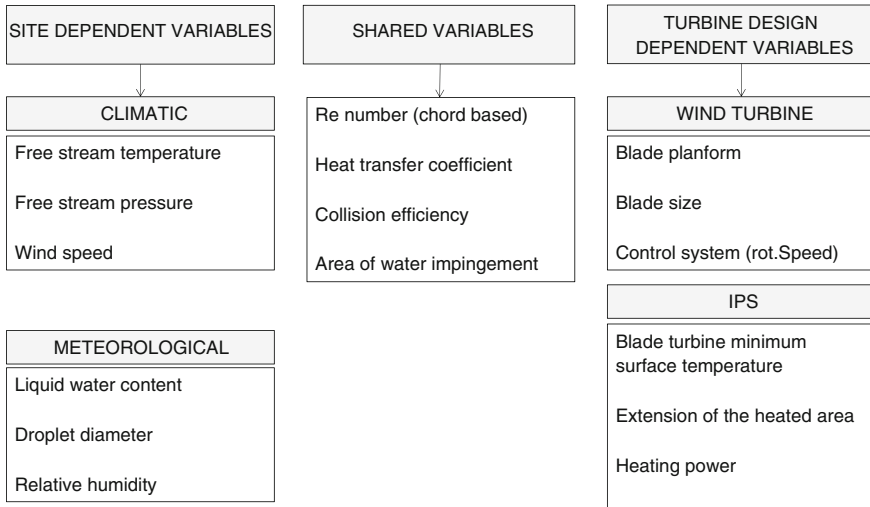 SITE DEPENDENT VARIABLES
CLIMATIC
Free stream temperature
Free stream pressure
Wind speed
METEOROLOGICAL
Liquid water content
Droplet diameter
Relative humidity
SHARED VARIABLES
Re number (chord based)
Heat transfer coefficient
Collision efficiency
Area of water impingement
TURBINE DESIGN
DEPENDENT VARIABLES
WIND TURBINE
Blade planform
Blade size
Control system (rot.Speed)
IPS
Blade turbine minimum
surface temperature
Extension of the heated area
Heating power